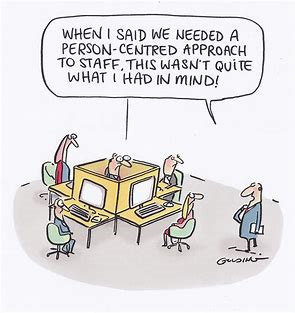 WHEN I SAID WE NEEDED A
PERSON-CENTRED APPROACH
TO STAFF, THIS WASN'T QUITE
WHAT I HAD IN MIND!